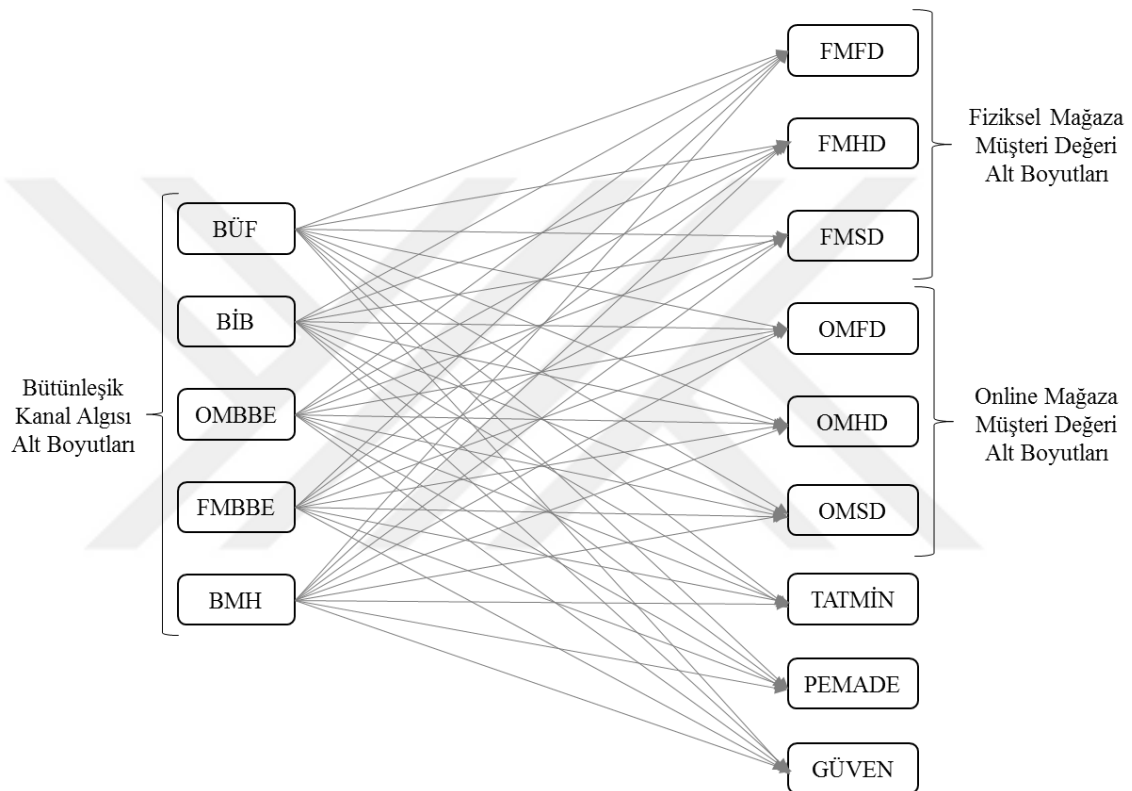 Bütünleşik
Kanal Algısı
Alt Boyutları
BÜF
BİB
OMBBE
FMBBE
BMH
FMFD
FMHD
FMSD
OMFD
OMHD
OMSD
TATMİN
PEMADE
GÜVEN
Fiziksel Mağaza
Müşteri Değeri
Alt Boyutları
Online Mağaza
Müşteri Değeri
Alt Boyutları